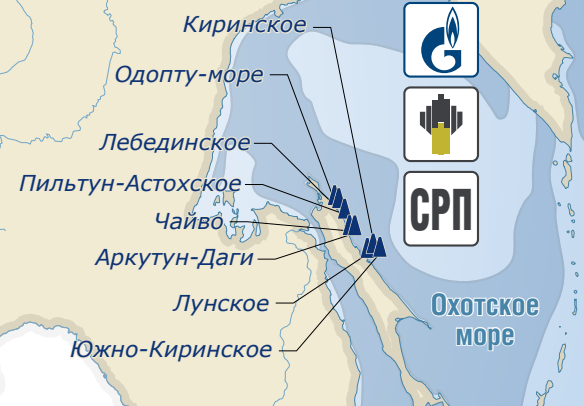 Киринское
Одопту-море
Лебединское
Пильтун-Астохское
Чайво
Аркутун-Даги
Лунское
Южно-Киринское
СРП
Охотское
море